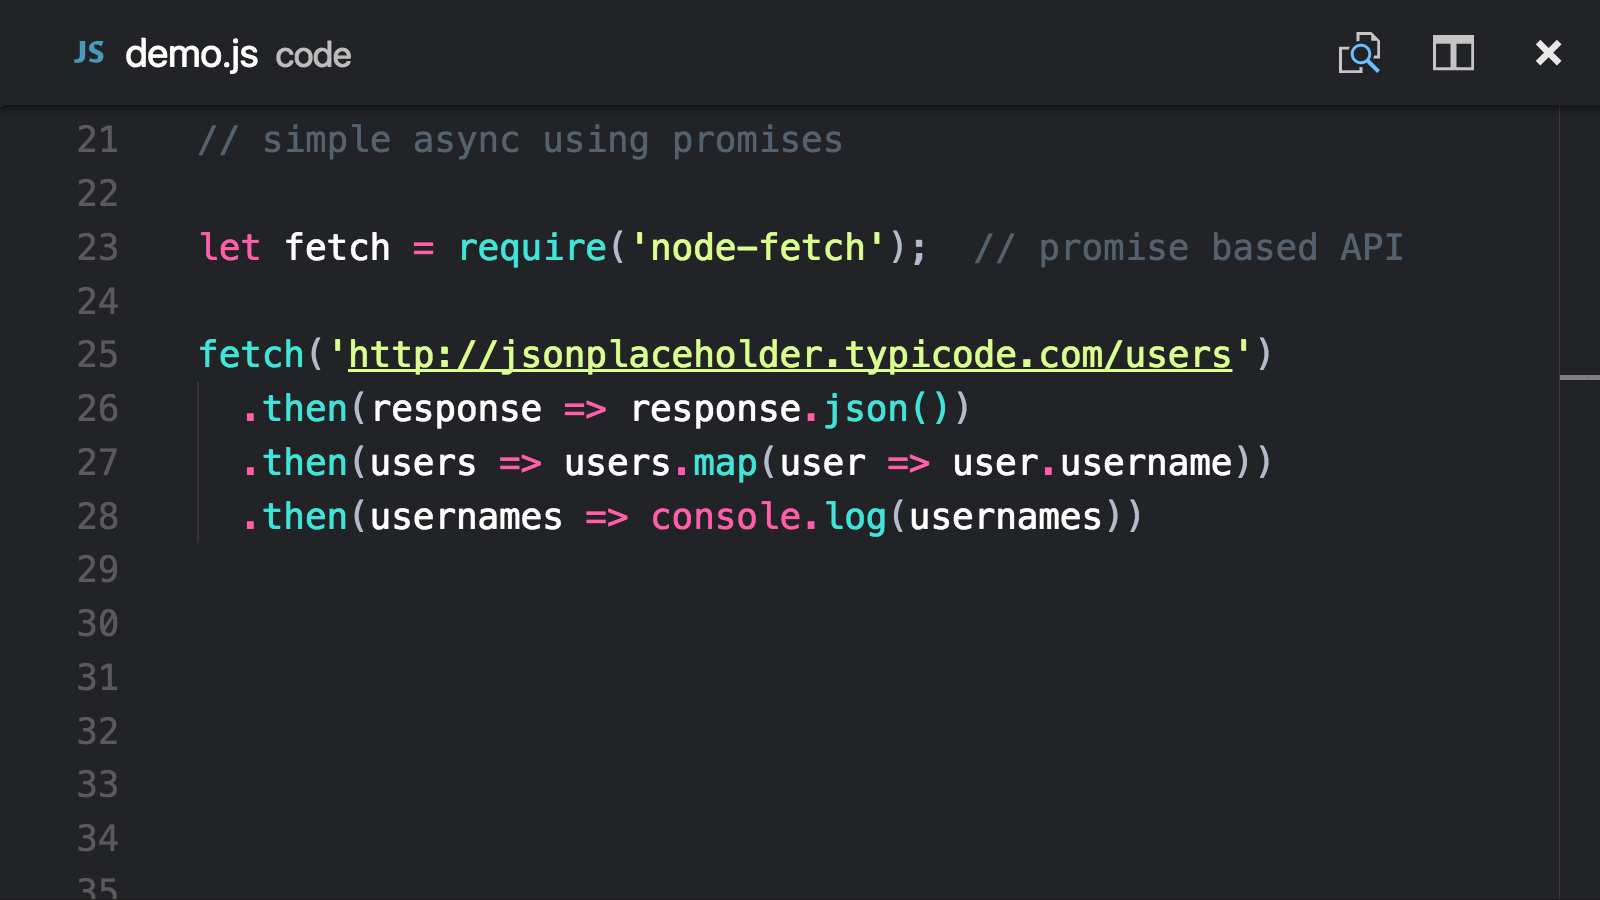 JS demo.js code
21 // simple async using promises
22
23 let fetch = require('node-fetch');  // promise based API
24
25 fetch('http://jsonplaceholder.typicode.com/users')
26   .then(response => response.json())
27   .then(users => users.map(user => user.username))
28   .then(usernames => console.log(usernames))
29
30
31
32
33
34
35